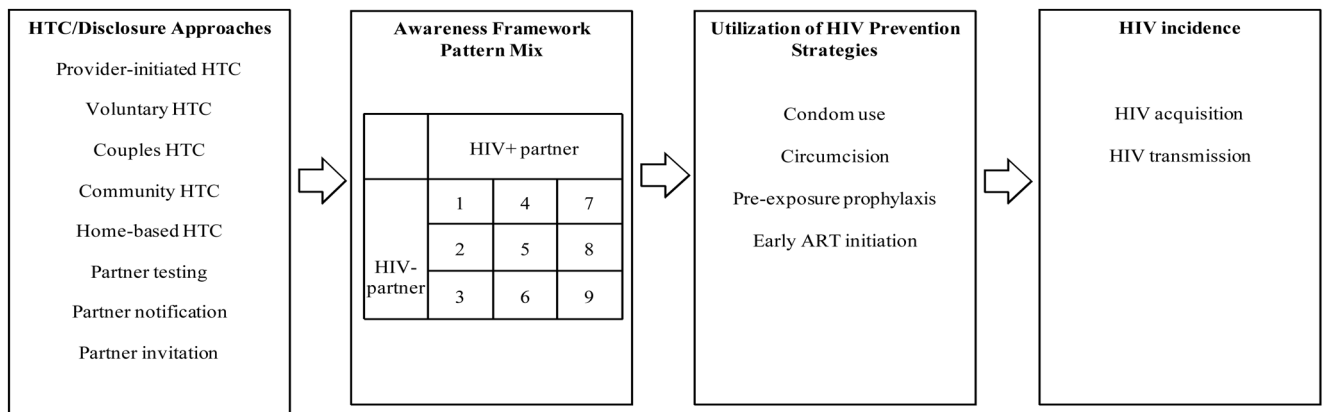 HTC/Disclosure Approaches
Provider-initiated HTC
Voluntary HTC
Couples HTC
Community HTC
Home-based HTC
Partner testing
Partner notification
Partner invitation
Awareness Framework
Pattern Mix
HIV+ partner
HIV-
partner
1 4 7
2 5 8
3 6 9
Utilization of HIV Prevention
Strategies
Condom use
Circumcision
Pre-exposure prophylaxis
Early ART initiation
HIV incidence
HIV acquisition
HIV transmission